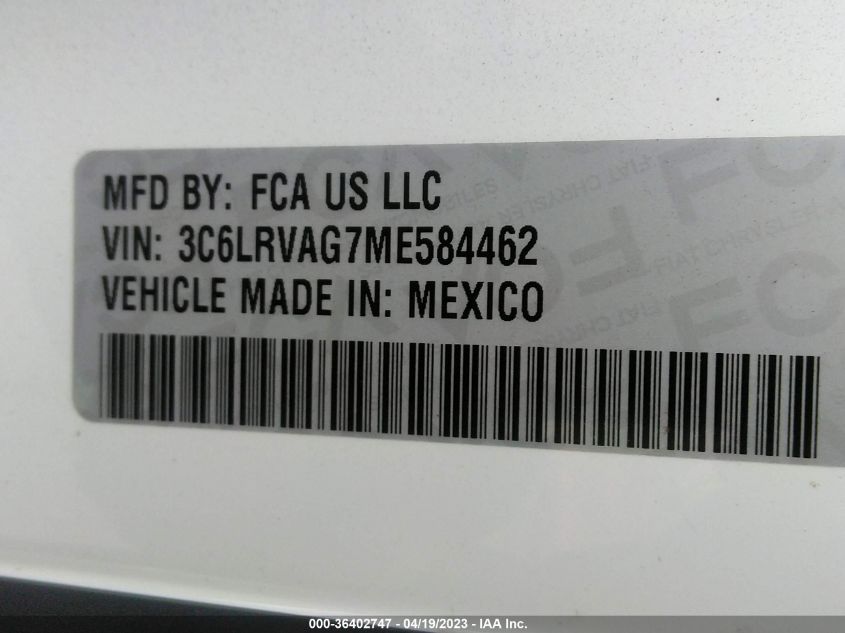 MFD BY: FCA US LLC
VIN: 3C6LRVAG7ME584462
VEHICLE MADE IN: MEXICO
000-36402747 - 04/19/2023 - IAA Inc.